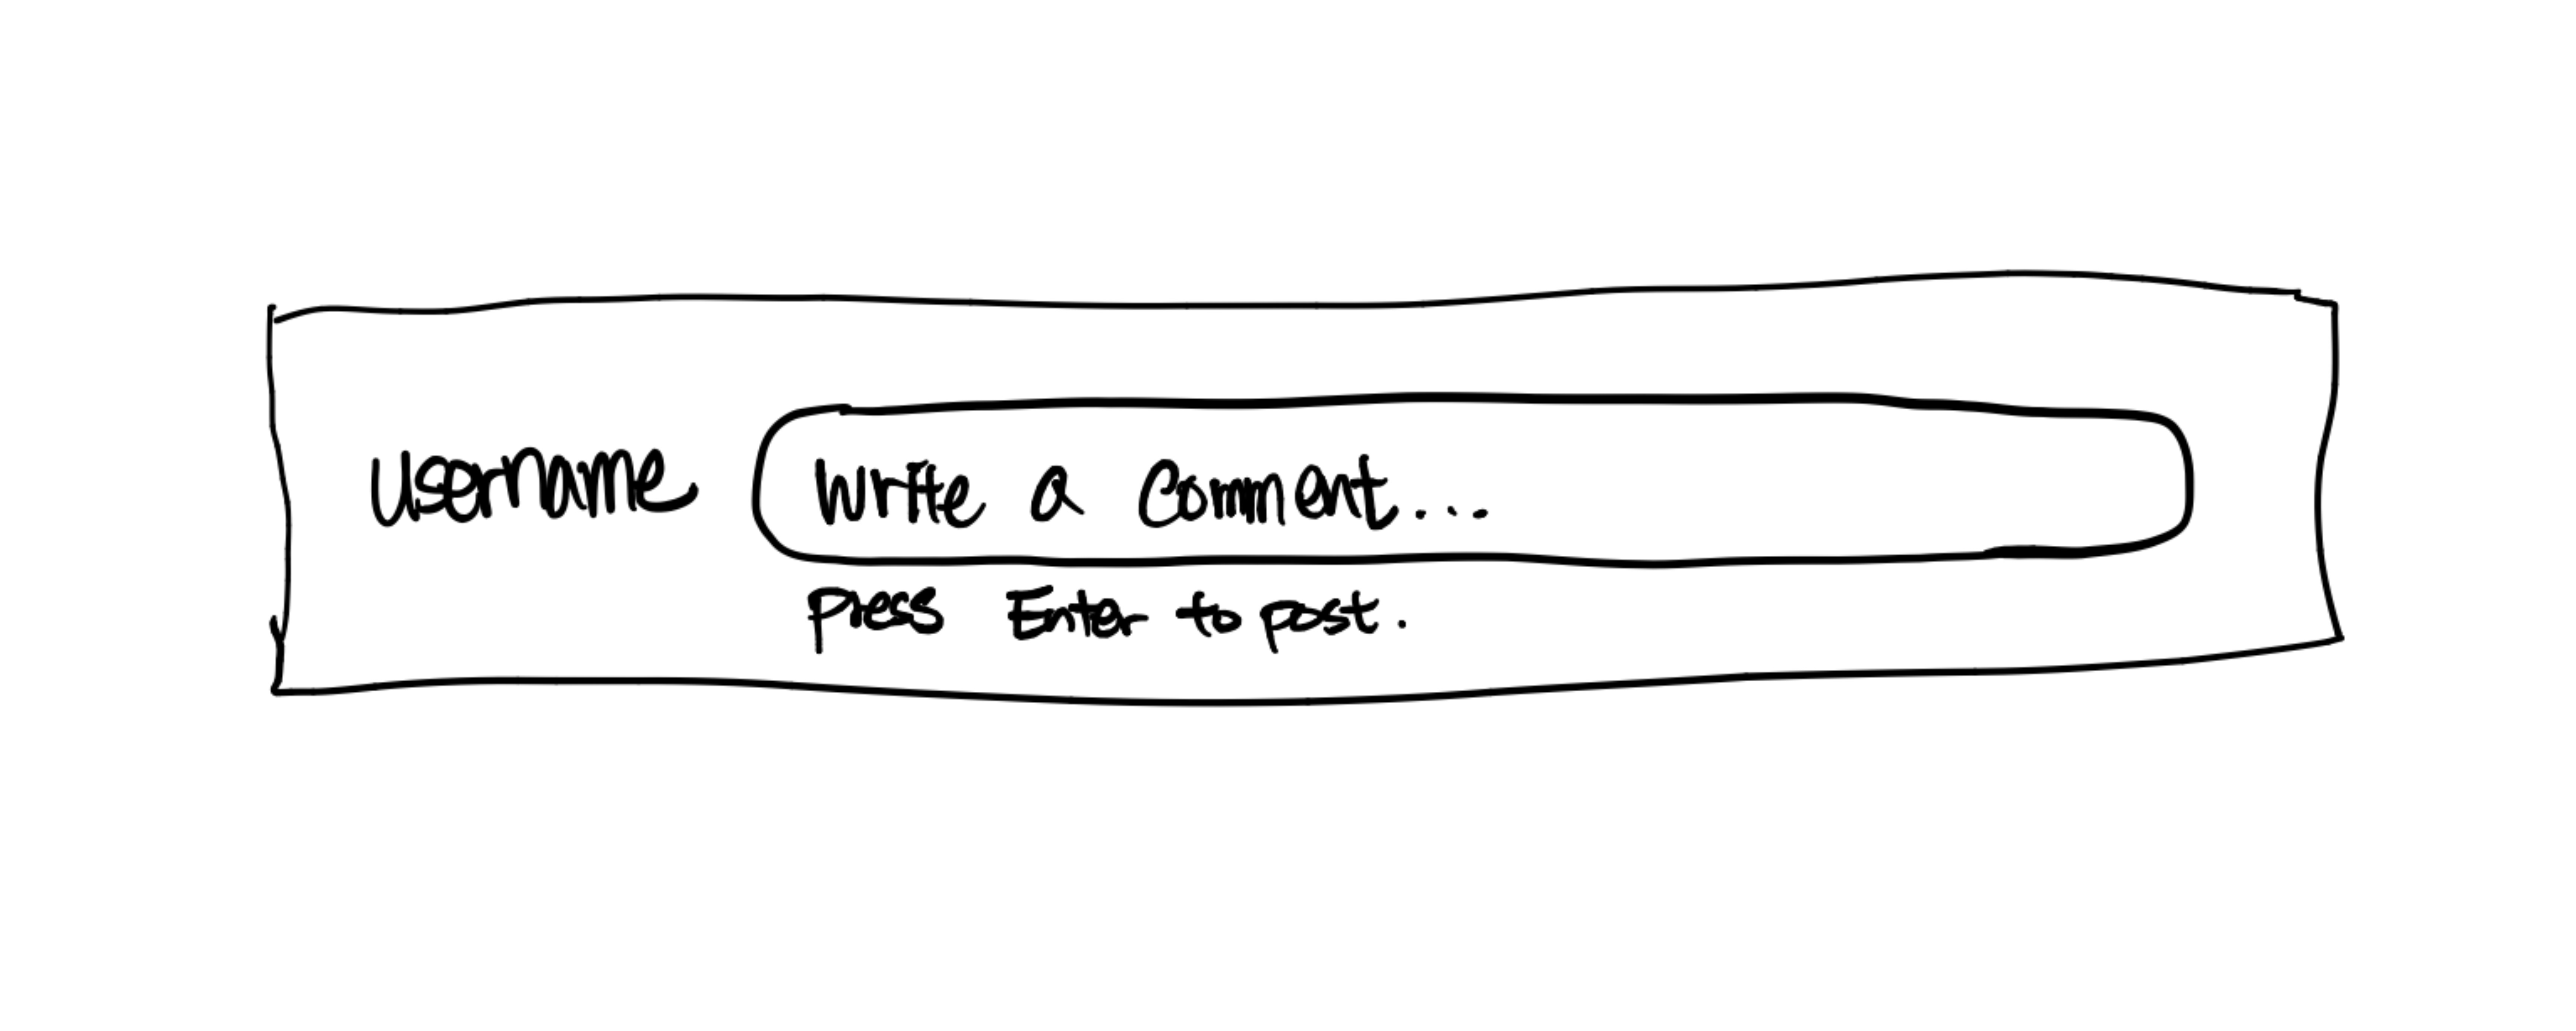 username
Write a comment...
press Enter to post.